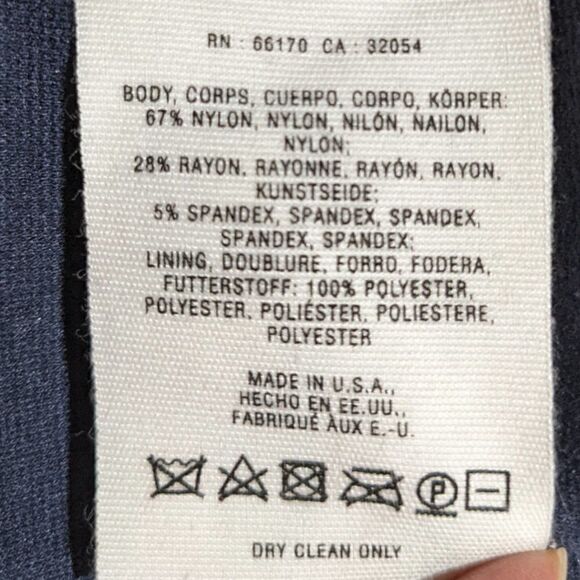 RN : 66170 CA : 32054
BODY, CORPS, CUERPO, CORPO, KÖRPER:
67% NYLON, NYLON, NILÓN, NAILON,
NYLON;
28% RAYON, RAYONNE, RAYÓN, RAYON,
KUNSTSEIDE;
5% SPANDEX, SPANDEX, SPANDEX,
SPANDEX, SPANDEX;
LINING, DOUBLURE, FORRO, FODERA,
FUTTERSTOFF: 100% POLYESTER,
POLYESTER, POLIÉSTER, POLIESTERE,
POLYESTER
MADE IN U.S.A.,
HECHO EN EE.UU.,
FABRIQUÉ AUX E.-U.
P
DRY CLEAN ONLY